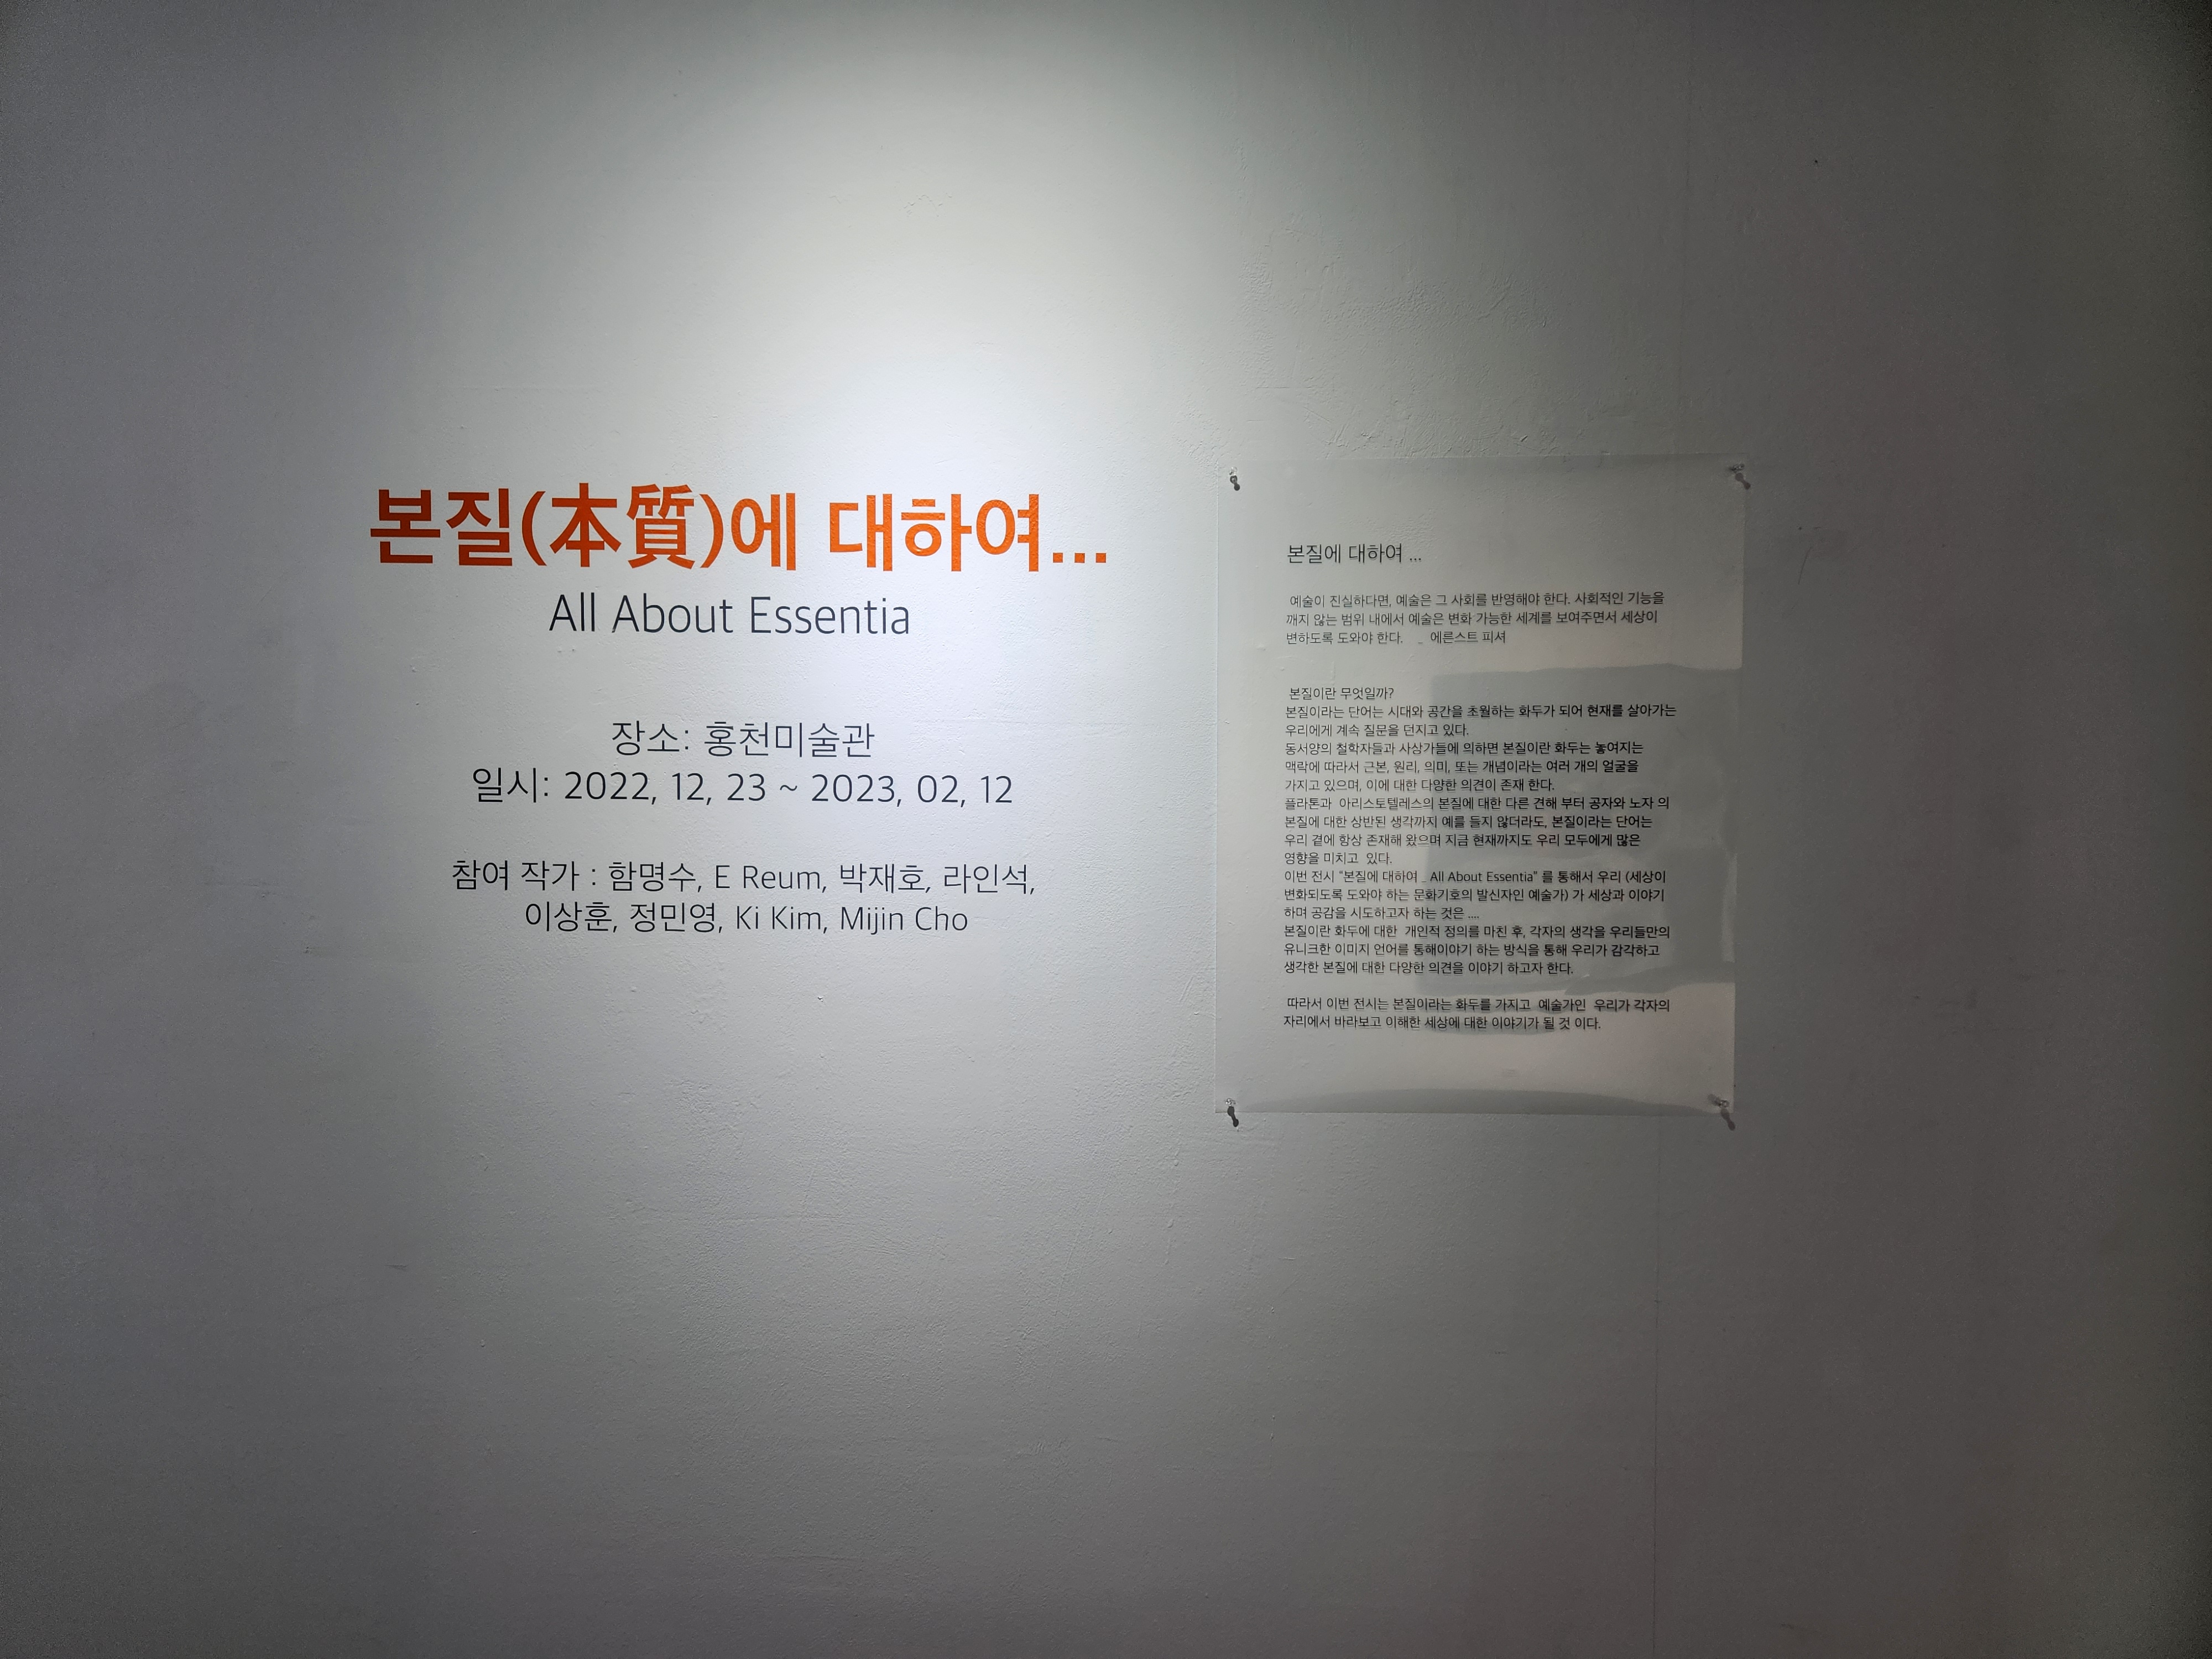 본질(本質)에 대하여...
All About Essentia
장소: 홍천미술관
일시: 2022, 12, 23 ~ 2023, 02, 12
참여 작가 : 함명수, E Reum, 박재호, 라인석,
이상훈, 정민영, Ki Kim, Mijin Cho
본질에 대하여 ...
예술이 진실하다면, 예술은 그 사회를 반영해야 한다. 사회적인 기능을
깨지 않는 범위 내에서 예술은 변화 가능한 세계를 보여주면서 세상이
변하도록 도와야 한다. _ 에른스트 피셔
본질이란 무엇일까?
본질이라는 단어는 시대와 공간을 초월하는 화두가 되어 현재를 살아가는
우리에게 계속 질문을 던지고 있다.
동서양의 철학자들과 사상가들에 의하면 본질이란 화두는 놓여지는
맥락에 따라서 근본, 원리, 의미, 또는 개념이라는 여러 개의 얼굴을
가지고 있으며, 이에 대한 다양한 의견이 존재 한다.
플라톤과 아리스토텔레스의 본질에 대한 다른 견해 부터 공자와 노자 의
본질에 대한 상반된 생각까지 예를 들지 않더라도, 본질이라는 단어는
우리 곁에 항상 존재해 왔으며 지금 현재까지도 우리 모두에게 많은
영향을 미치고 있다.
이번 전시 "본질에 대하여 _ All About Essentia" 를 통해서 우리 (세상이
변화되도록 도와야 하는 문화기호의 발신자인 예술가) 가 세상과 이야기
하며 공감을 시도하고자 하는 것은 ....
본질이란 화두에 대한 개인적 정의를 마친 후, 각자의 생각을 우리들만의
유니크한 이미지 언어를 통해이야기 하는 방식을 통해 우리가 감각하고
생각한 본질에 대한 다양한 의견을 이야기 하고자 한다.
따라서 이번 전시는 본질이라는 화두를 가지고 예술가인 우리가 각자의
자리에서 바라보고 이해한 세상에 대한 이야기가 될 것 이다.